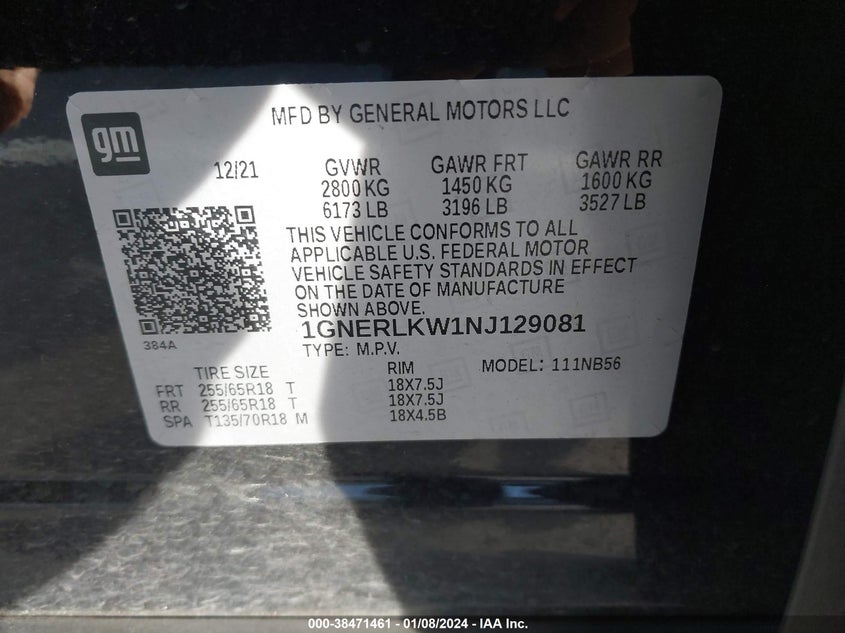 MFD BY GENERAL MOTORS LLC
gm
12/21
GVWR GAWR FRT GAWR RR
2800 KG 1450 KG 1600 KG
6173 LB 3196 LB 3527 LB
THIS VEHICLE CONFORMS TO ALL
APPLICABLE U.S. FEDERAL MOTOR
VEHICLE SAFETY STANDARDS IN EFFECT
ON THE DATE OF MANUFACTURE
SHOWN ABOVE.
1GNERLKW1NJ129081
384A
TYPE: M.P.V.
TIRE SIZE RIM MODEL: 111NB56
FRT 255/65R18 T 18X7.5J
RR 255/65R18 T 18X7.5J
SPA T135/70R18 M 18X4.5B
000-38471461 - 01/08/2024 - IAA Inc.